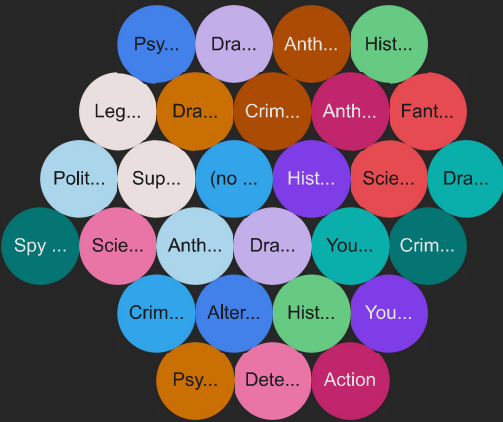 Psy... Dra... Anth... Hist...
Leg... Dra... Crim... Anth... Fant...
Polit... Sup... (no ... Hist... Scie... Dra...
Spy ... Scie... Anth... Dra... You... Crim...
Crim... Alter... Hist... You...
Psy... Dete... Action